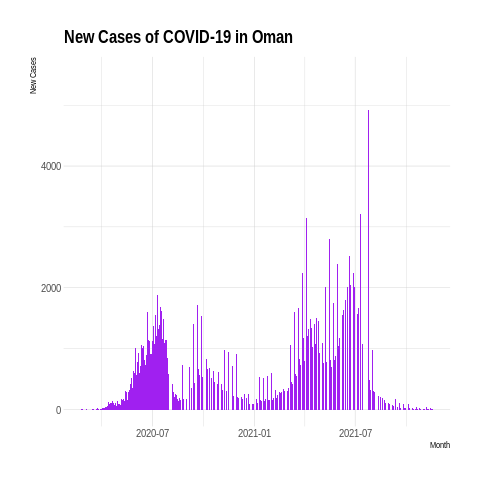 New Cases of COVID-19 in Oman
New Cases
4000
2000
0
2020-07
2021-01
2021-07
Month